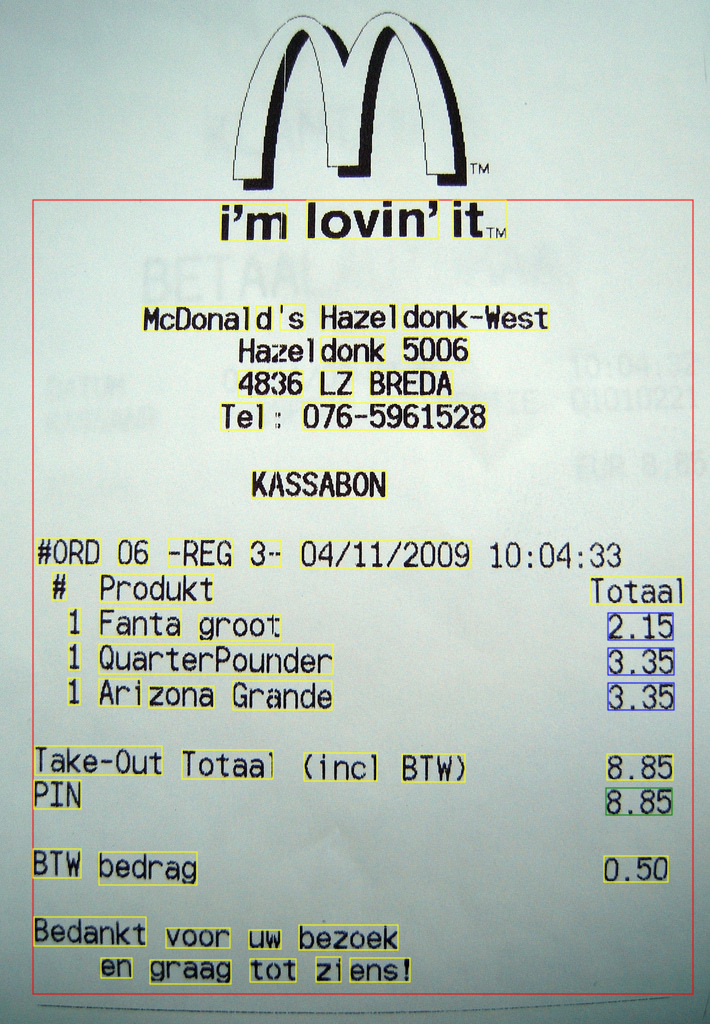 i'm lovin' it™
McDonald's Hazeldonk-West
Hazeldonk 5006
4836 LZ BREDA
Tel: 076-5961528
KASSABON
#ORD 06 -REG 3- 04/11/2009 10:04:33
# Produkt Totaal
1 Fanta groot 2.15
1 QuarterPounder 3.35
1 Arizona Grande 3.35
Take-Out Totaal (incl BTW) 8.85
PIN 8.85
BTW bedrag 0.50
Bedankt voor uw bezoek
en graag tot ziens!